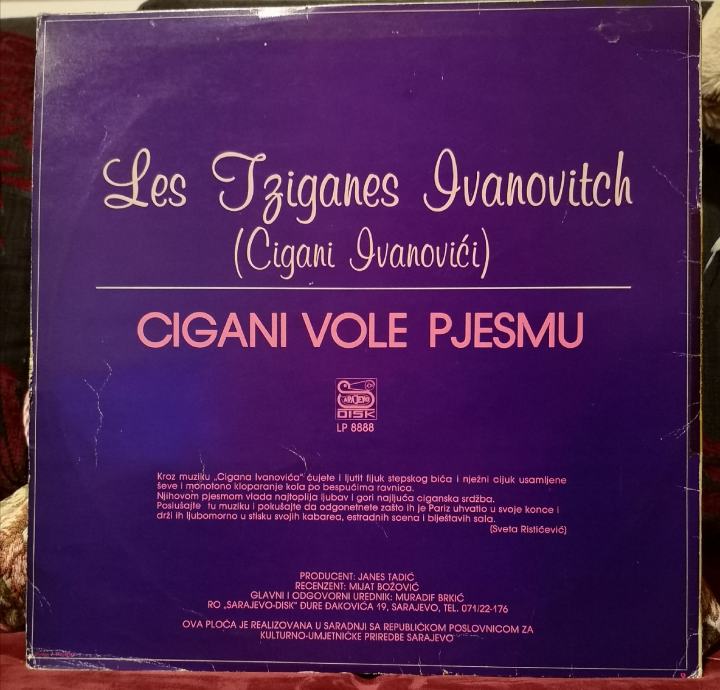 Les Tziganes Ivanovitch
(Cigani Ivanovići)
CIGANI VOLE PJESMU
SARAJEVO
DISK
LP 8888
Kroz muziku „Cigana Ivanovića" ćujete i ljutit fijuk stepskog bića i nježni cijuk usamljene
ševe i monotono kloparanje kola po bespućima ravnica.
Njihovom pjesmom vlada najtoplija ljubav i gori najljuća ciganska srdžba.
Poslušajte tu muziku i pokušajte da odgonetnete zašto ih je Pariz uhvatio u svoje konce i
drži ih ljubomorno u stisku svojih kabarea, estradnih scena i blještavih sala.
(Sveta Ristićević)
PRODUCENT: JANES TADIĆ
RECENZENT: MIJAT BOŽOVIĆ
GLAVNI I ODGOVORNI UREDNIK: MURADIF BRKIĆ
RO „SARAJEVO-DISK" ĐURE ĐAKOVIĆA 19, SARAJEVO, TEL. 071/22-176
OVA PLOČA JE REALIZOVANA U SARADNJI SA REPUBLIČKOM POSLOVNICOM ZA
KULTURNO-UMJETNIČKE PRIREDBE SARAJEVO